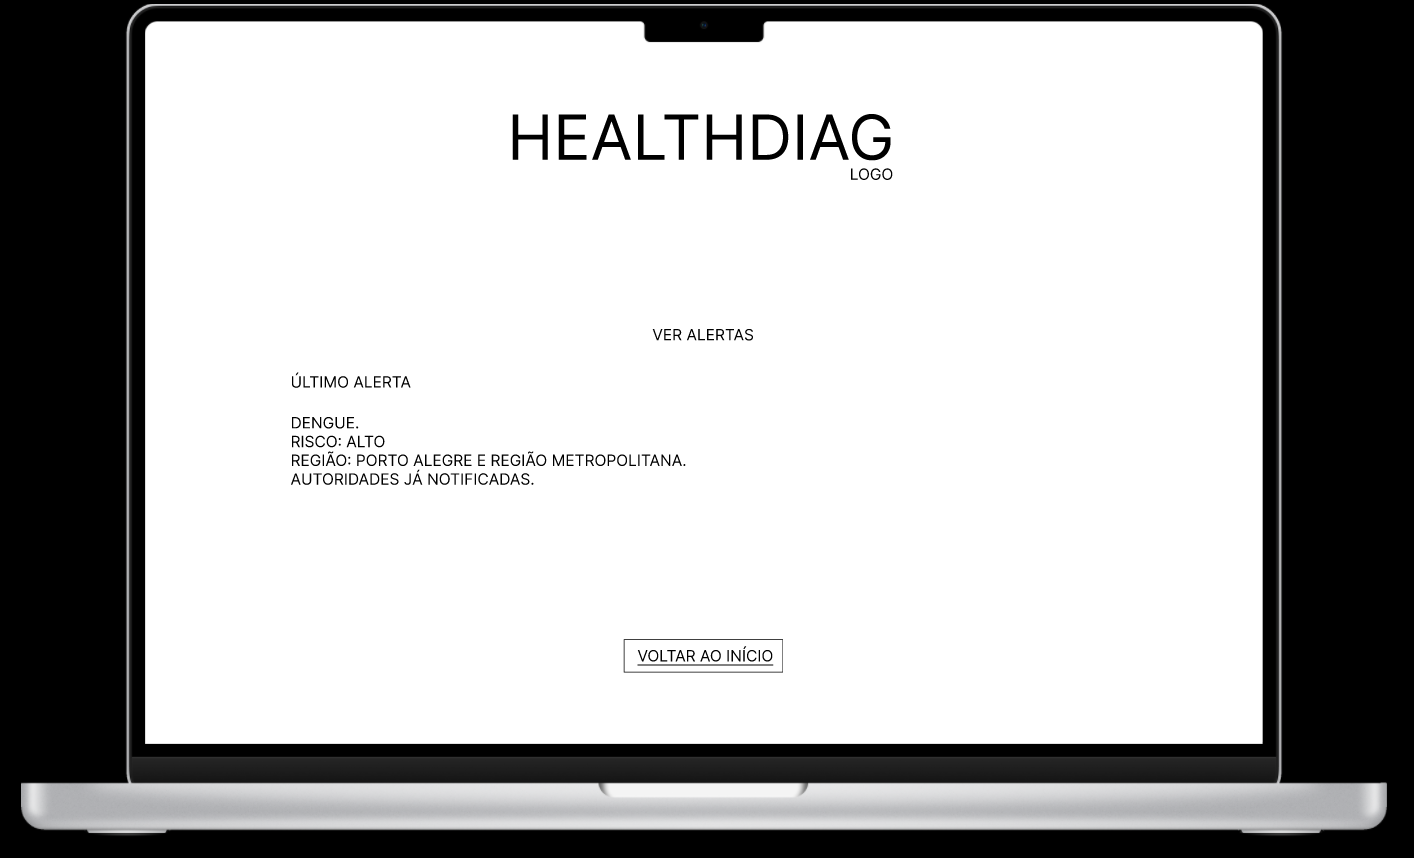 HEALTHDIAG
LOGO
VER ALERTAS
ÚLTIMO ALERTA
DENGUE.
RISCO: ALTO
REGIÃO: PORTO ALEGRE E REGIÃO METROPOLITANA.
AUTORIDADES JÁ NOTIFICADAS.
VOLTAR AO INÍCIO